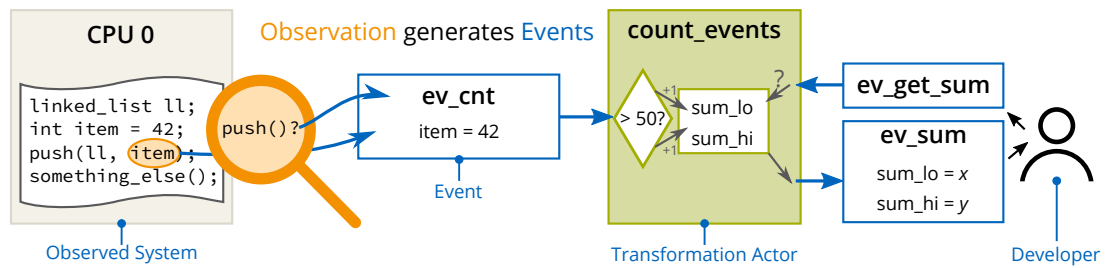 CPU 0
linked_list ll;
int item = 42;
push(ll, item);
something_else();
Observed System
Observation generates Events
push()?
ev_cnt
item = 42
Event
count_events
> 50?
+1
+1
sum_lo
sum_hi
?
Transformation Actor
ev_get_sum
ev_sum
sum_lo = x
sum_hi = y
Developer